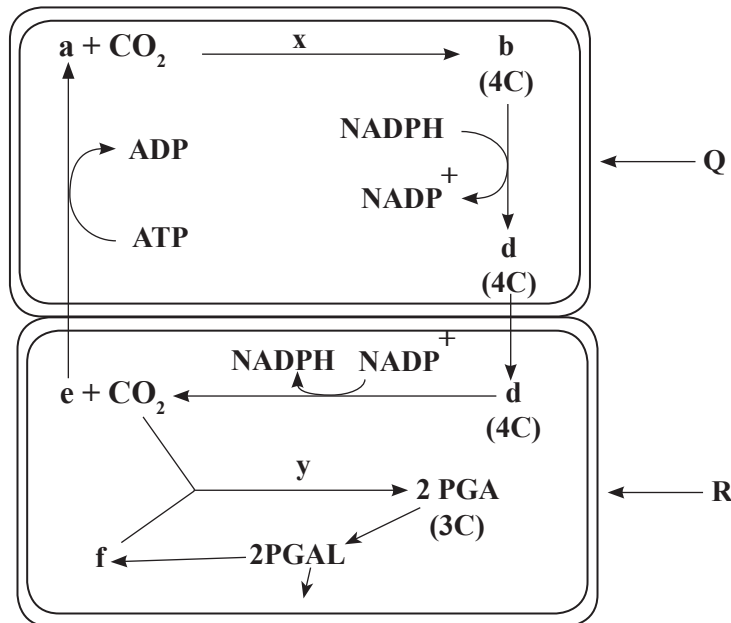 a + CO₂ x b
(4C)
NADPH
ADP
Q
NADP⁺
ATP
d
(4C)
NADPH NADP⁺
e + CO₂ d
(4C)
y
2 PGA
R
(3C)
f 2PGAL